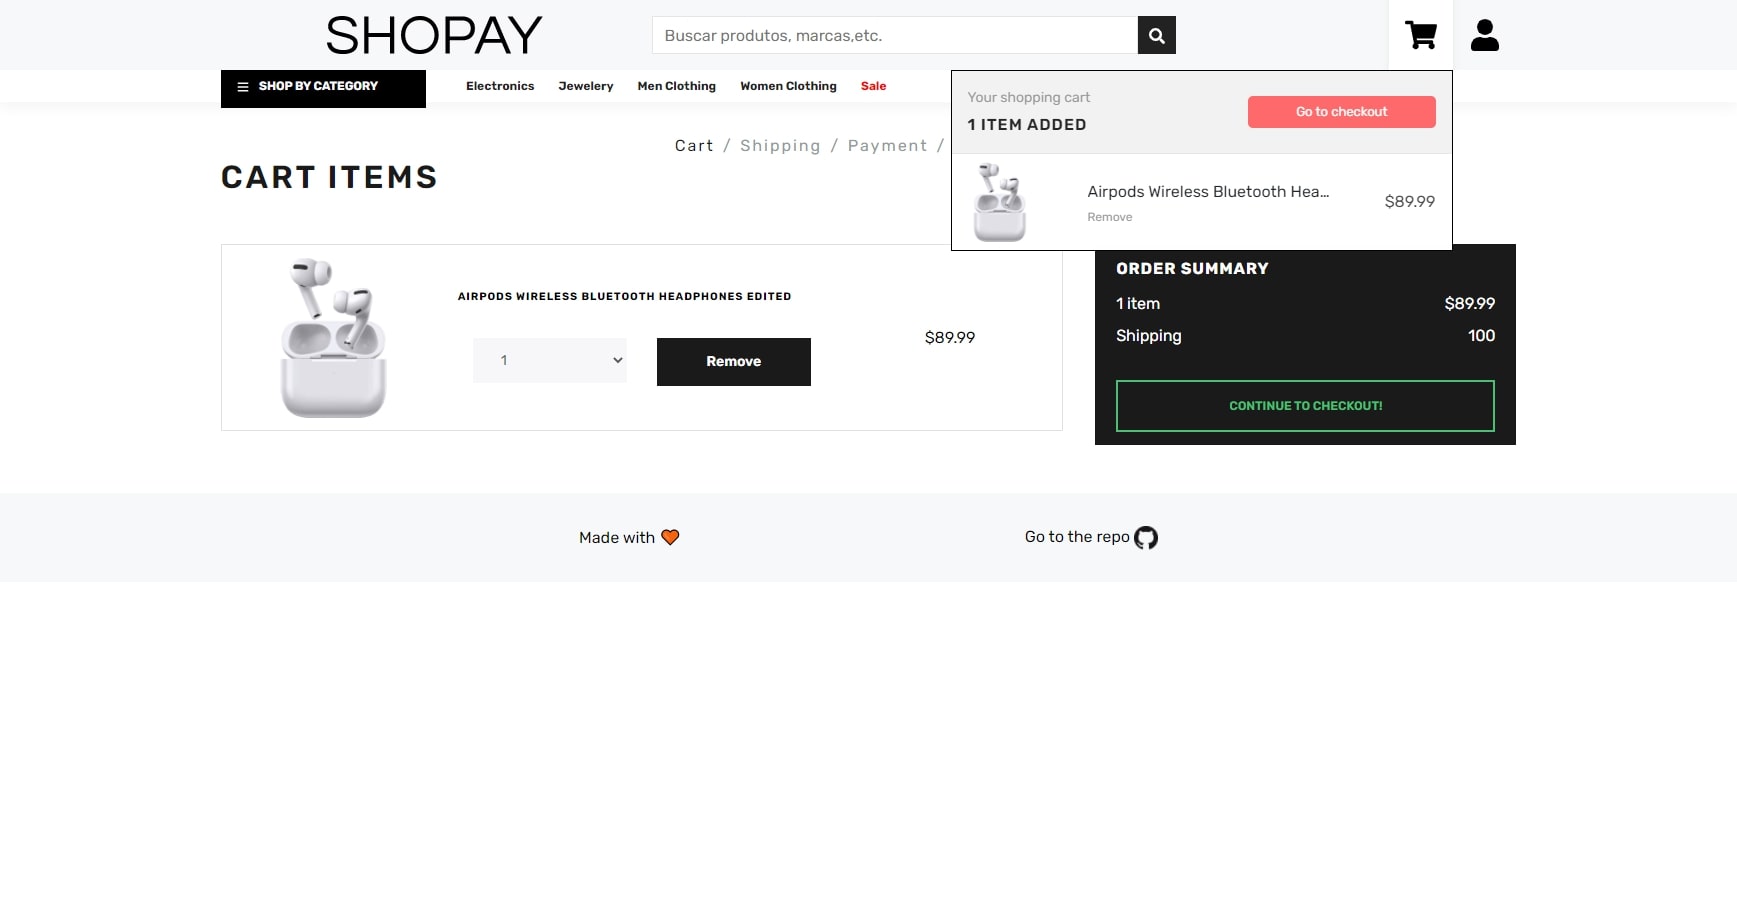 SHOPAY
Buscar produtos, marcas,etc.
SHOP BY CATEGORY
Electronics
Jewelery
Men Clothing
Women Clothing
Sale
Your shopping cart
1 ITEM ADDED
Go to checkout
Airpods Wireless Bluetooth Hea...
Remove
$89.99
Cart / Shipping / Payment /
CART ITEMS
AIRPODS WIRELESS BLUETOOTH HEADPHONES EDITED
1
Remove
$89.99
ORDER SUMMARY
1 item $89.99
Shipping 100
CONTINUE TO CHECKOUT!
Made with
Go to the repo